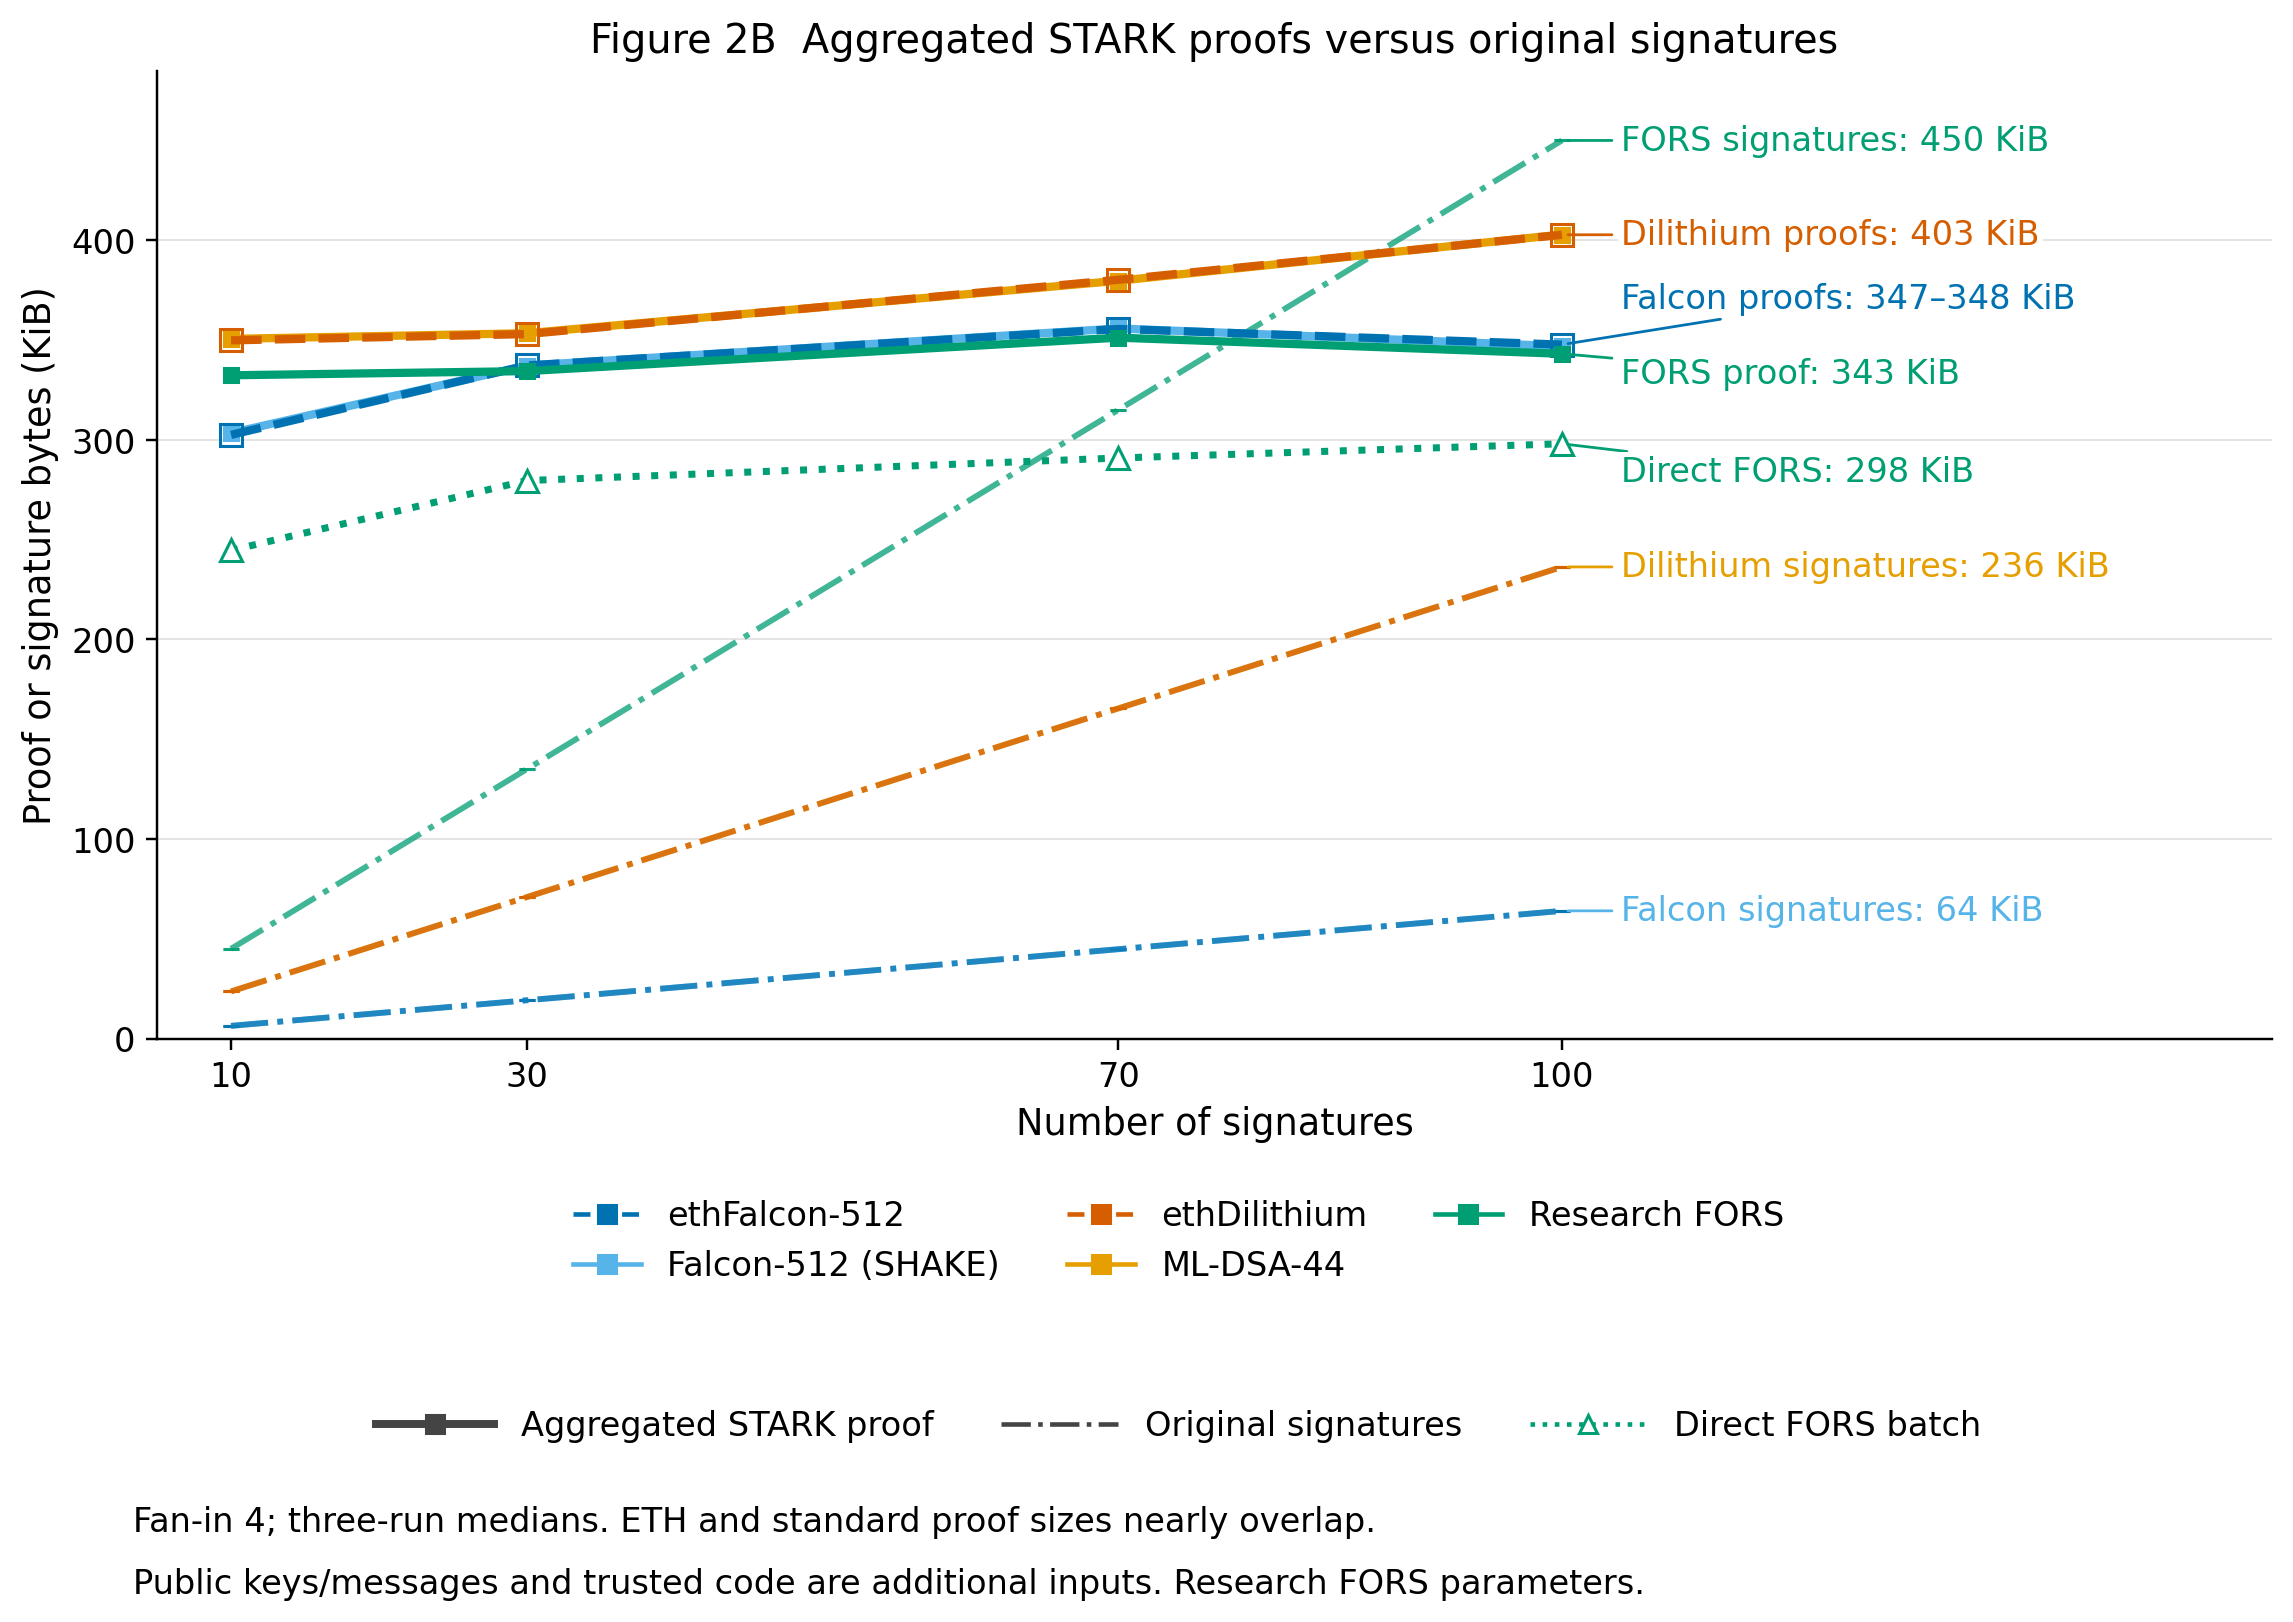 Figure 2B  Aggregated STARK proofs versus original signatures
Proof or signature bytes (KiB)
400
300
200
100
0
FORS signatures: 450 KiB
Dilithium proofs: 403 KiB
Falcon proofs: 347–348 KiB
FORS proof: 343 KiB
Direct FORS: 298 KiB
Dilithium signatures: 236 KiB
Falcon signatures: 64 KiB
10 30 70 100
Number of signatures
ethFalcon-512 ethDilithium Research FORS
Falcon-512 (SHAKE) ML-DSA-44
Aggregated STARK proof Original signatures Direct FORS batch
Fan-in 4; three-run medians. ETH and standard proof sizes nearly overlap.
Public keys/messages and trusted code are additional inputs. Research FORS parameters.